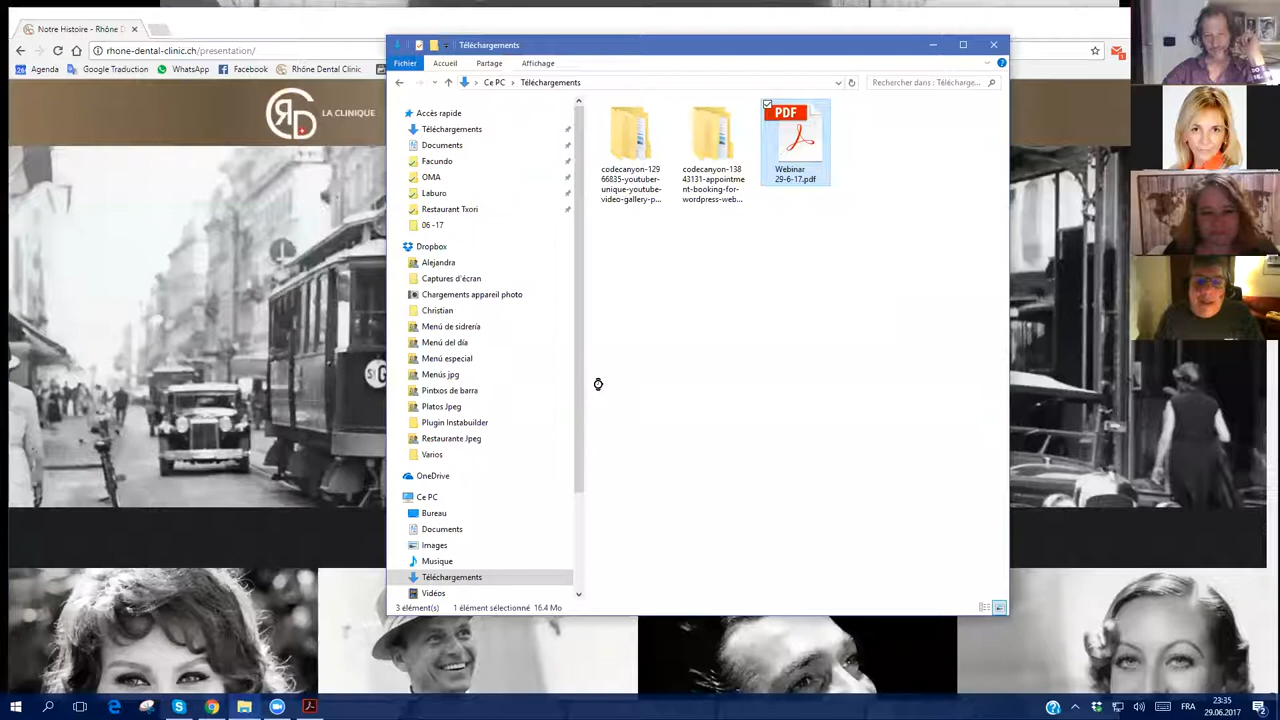 Notre Histoire - Rhône D
rhone-dental-clinic.ch/presentation/
Agenda
Google Traduction
WhatsApp
Facebook
Rhône Dental Clinic
LA CLINIQUE
Téléchargements
Fichier
Accueil
Partage
Affichage
Ce PC
Téléchargements
Rechercher dans : Télécharge...
Accès rapide
Téléchargements
Documents
Facundo
OMA
Laburo
Restaurant Txori
06 -17
Dropbox
Alejandra
Captures d'écran
Chargements appareil photo
Christian
Menú de sidrería
Menú del día
Menú especial
Menús jpg
Pintxos de barra
Platos Jpeg
Plugin Instabuilder
Restaurante Jpeg
Varios
OneDrive
Ce PC
Bureau
Documents
Images
Musique
Téléchargements
Vidéos
codecanyon-129
66835-youtuber-
unique-youtube-
video-gallery-p...
codecanyon-138
43131-appointme
nt-booking-for-
wordpress-web...
PDF
Webinar
29-6-17.pdf
3 élément(s)
1 élément sélectionné 16.4 Mo
FRA
23:35
29.06.2017